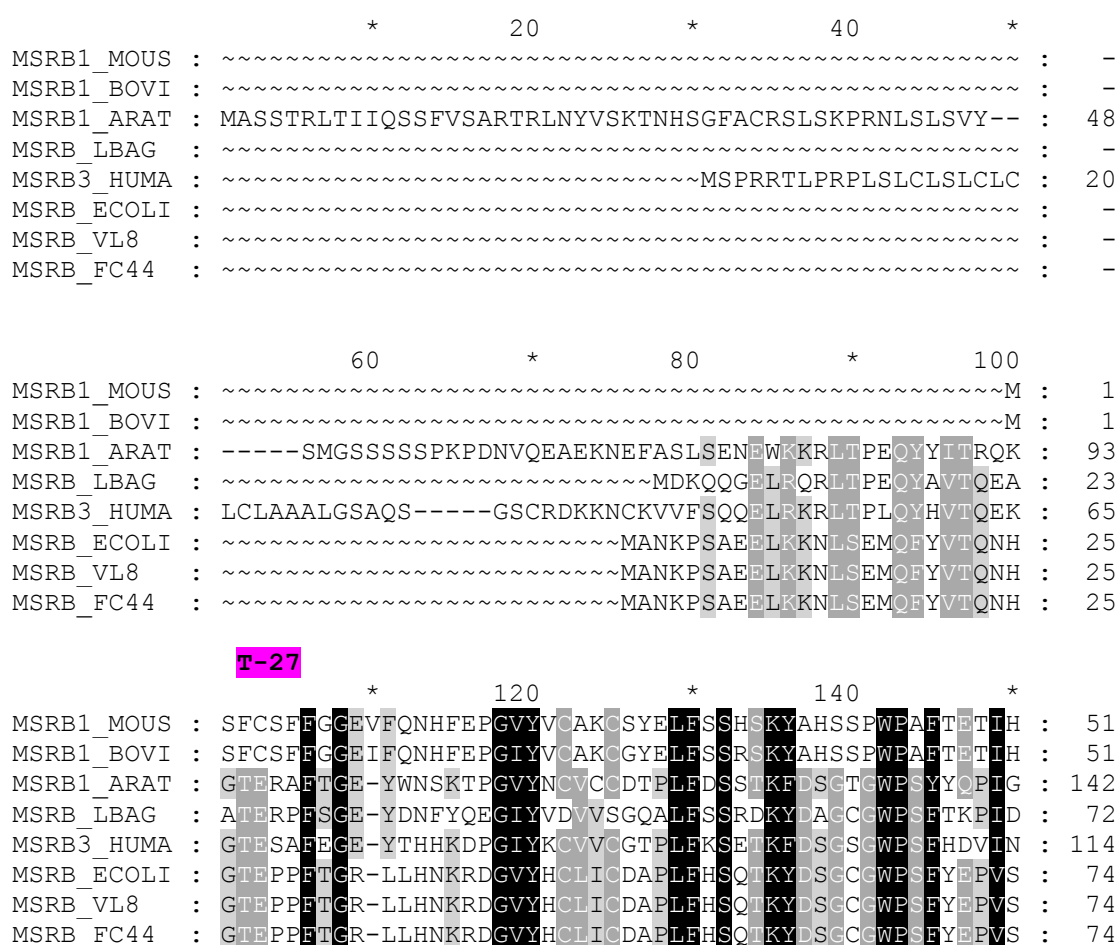 * 20 * 40 *
MSRB1_MOUS : ~~~~~~~~~~~~~~~~~~~~~~~~~~~~~~~~~~~~~~~~~~~~~~~~~~ : -
MSRB1_BOVI : ~~~~~~~~~~~~~~~~~~~~~~~~~~~~~~~~~~~~~~~~~~~~~~~~~~ : -
MSRB1_ARAT : MASSTRLTIIQSSFVSARTRLNYVSKTNHSGFACRSLSKPRNLSLSVY-- : 48
MSRB_LBAG : ~~~~~~~~~~~~~~~~~~~~~~~~~~~~~~~~~~~~~~~~~~~~~~~~~~ : -
MSRB3_HUMA : ~~~~~~~~~~~~~~~~~~~~~~~~~~~~~~MSPRRTLPRPLSLCLSLCLC : 20
MSRB_ECOLI : ~~~~~~~~~~~~~~~~~~~~~~~~~~~~~~~~~~~~~~~~~~~~~~~~~~ : -
MSRB_VL8 : ~~~~~~~~~~~~~~~~~~~~~~~~~~~~~~~~~~~~~~~~~~~~~~~~~~ : -
MSRB_FC44 : ~~~~~~~~~~~~~~~~~~~~~~~~~~~~~~~~~~~~~~~~~~~~~~~~~~ : -
60 * 80 * 100
MSRB1_MOUS : ~~~~~~~~~~~~~~~~~~~~~~~~~~~~~~~~~~~~~~~~~~~~~~~~~M : 1
MSRB1_BOVI : ~~~~~~~~~~~~~~~~~~~~~~~~~~~~~~~~~~~~~~~~~~~~~~~~~M : 1
MSRB1_ARAT : -----SMGSSSSSPKPDNVQEAEKNEFASLSENEWKKRLTPEQYYITRQK : 93
MSRB_LBAG : ~~~~~~~~~~~~~~~~~~~~~~~~~~~MDKQQGELRQRLTPEQYAVTQEA : 23
MSRB3_HUMA : LCLAAALGSAQS-----GSCRDKKNCKVVFSQQELRKRLTPLQYHVTQEK : 65
MSRB_ECOLI : ~~~~~~~~~~~~~~~~~~~~~~~~~MANKPSAEELKKNLSEMQFYVTQNH : 25
MSRB_VL8 : ~~~~~~~~~~~~~~~~~~~~~~~~~MANKPSAEELKKNLSEMQFYVTQNH : 25
MSRB_FC44 : ~~~~~~~~~~~~~~~~~~~~~~~~~MANKPSAEELKKNLSEMQFYVTQNH : 25
T-27
* 120 * 140 *
MSRB1_MOUS : SFCSFFGGEVFQNHFEPGVYVCAKCSYELFSSHSKYAHSSPWPAFTETIH : 51
MSRB1_BOVI : SFCSFFGGEIFQNHFEPGIYVCAKCGYELFSSRSKYAHSSPWPAFTETIH : 51
MSRB1_ARAT : GTERAFTGE-YWNSKTPGVYNCVCCDTPLFDSSTKFDSGTGWPSYYQPIG : 142
MSRB_LBAG : ATERPFSGE-YDNFYQEGIYVDVVSGQALFSSRDKYDAGCGWPSFTKPID : 72
MSRB3_HUMA : GTESAFEGE-YTHHKDPGIYKCVVCGTPLFKSETKFDSGSGWPSFHDVIN : 114
MSRB_ECOLI : GTEPPFTGR-LLHNKRDGVYHCLICDAPLFHSQTKYDSGCGWPSFYEPVS : 74
MSRB_VL8 : GTEPPFTGR-LLHNKRDGVYHCLICDAPLFHSQTKYDSGCGWPSFYEPVS : 74
MSRB_FC44 : GTEPPFTGR-LLHNKRDGVYHCLICDAPLFHSQTKYDSGCGWPSFYEPVS : 74